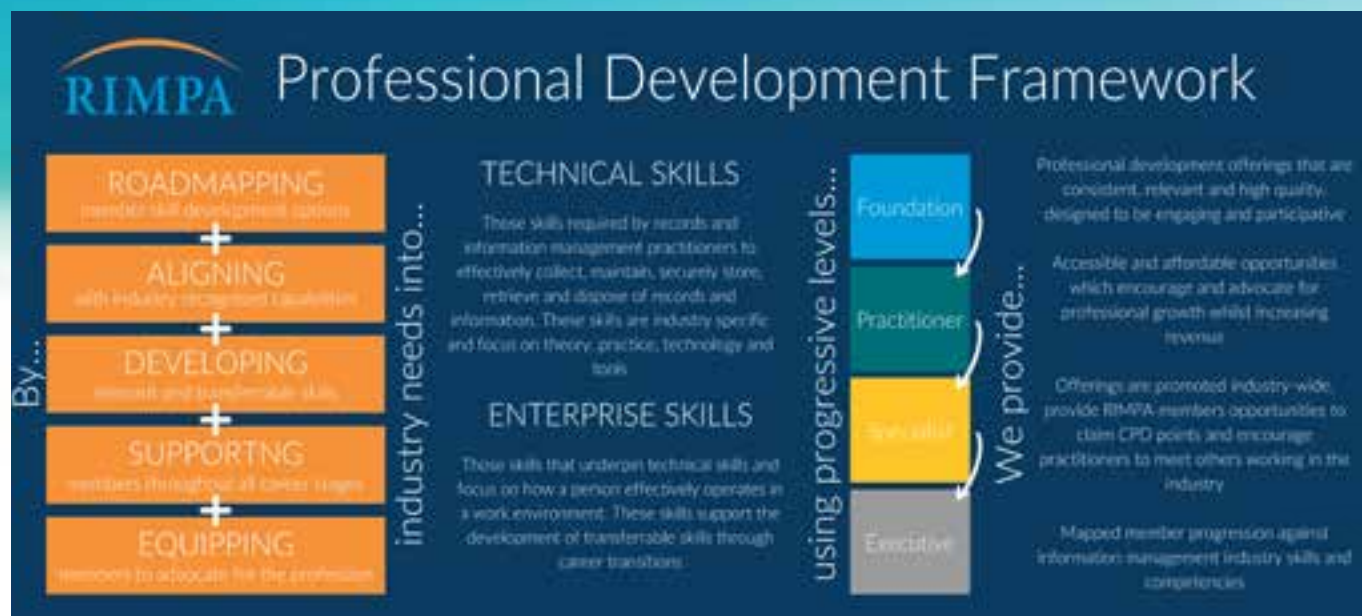 RIMPA
Professional Development Framework
By...
ROADMAPPING
member skill development options
+
ALIGNING
with industry recognised capabilities
+
DEVELOPING
relevant and transferrable skills
+
SUPPORTNG
members throughout all career stages
+
EQUIPPING
members to advocate for the profession
industry needs into...
TECHNICAL SKILLS
Those skills required by records and
information management practitioners to
effectively collect, maintain, securely store,
retrieve and dispose of records and
information. These skills are industry specific
and focus on theory, practice, technology and
tools
ENTERPRISE SKILLS
Those skills that underpin technical skills and
focus on how a person effectively operates in
a work environment. These skills support the
development of transferrable skills through
career transitions
using progressive levels...
Foundation
Practitioner
Specialist
Executive
We provide...
Professional development offerings that are
consistent, relevant and high quality,
designed to be engaging and participative
Accessible and affordable opportunities
which encourage and advocate for
professional growth whilst increasing
revenue
Offerings are promoted industry-wide,
provide RIMPA members opportunities to
claim CPD points and encourage
practitioners to meet others working in the
industry
Mapped member progression against
information management industry skills and
competencies